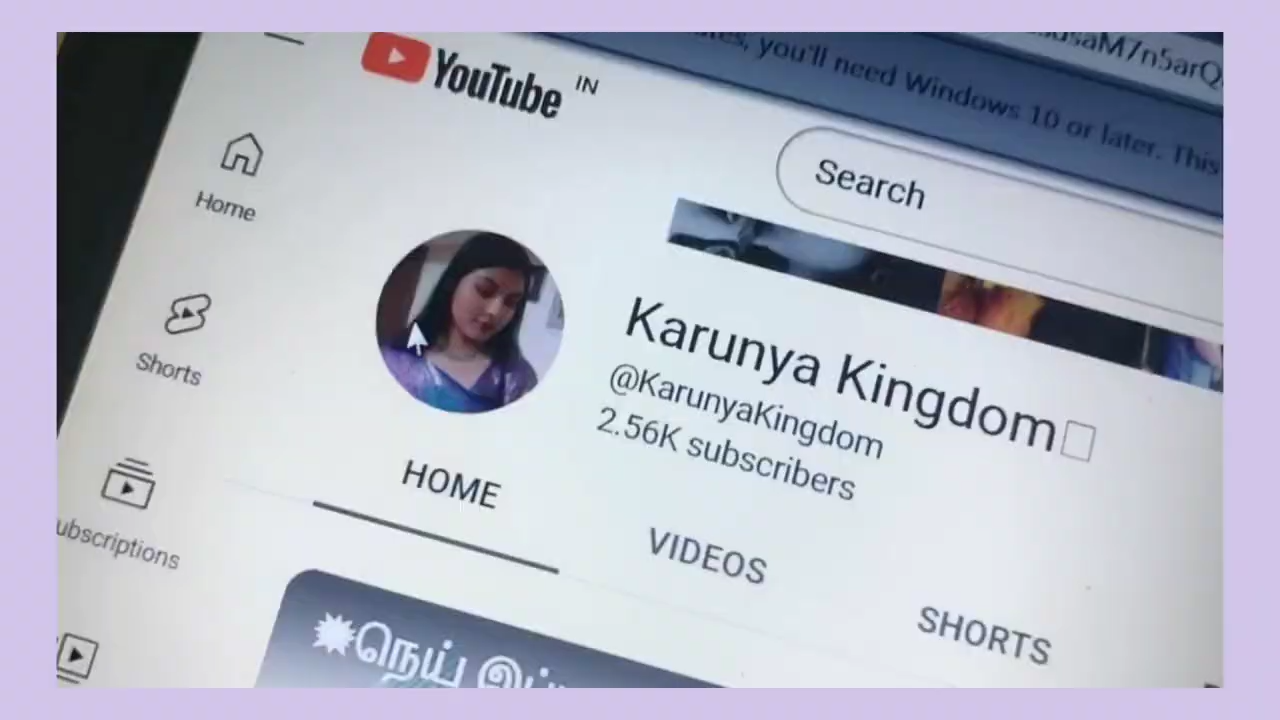 you'll need Windows 10 or later. This
YouTube IN
Search
Home
Shorts
Karunya Kingdom
@KarunyaKingdom
2.56K subscribers
HOME
VIDEOS
SHORTS
நெய்